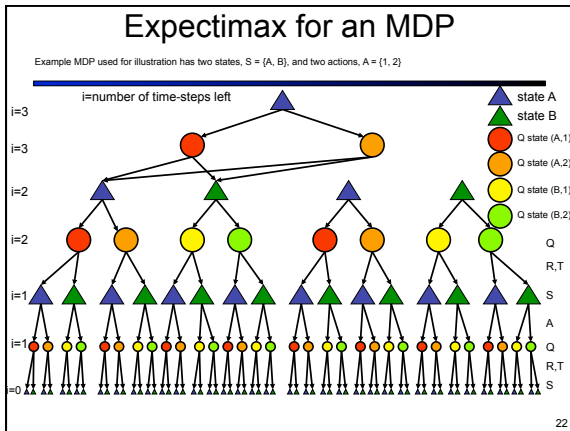 Expectimax for an MDP
Example MDP used for illustration has two states, S = {A, B}, and two actions, A = {1, 2}
i=number of time-steps left
state A
i=3
state B
Q state (A,1)
i=3
Q state (A,2)
i=2
Q state (B,1)
Q state (B,2)
i=2
Q
R,T
i=1
S
A
i=1
Q
R,T
i=0
S
22